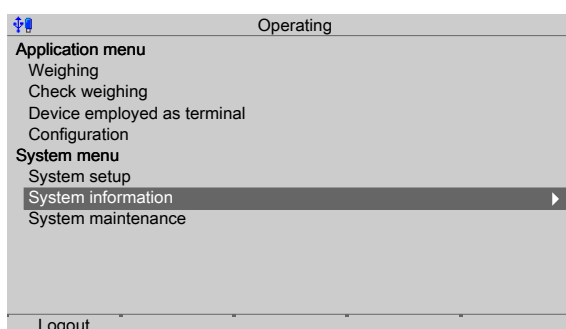 Operating
Application menu
Weighing
Check weighing
Device employed as terminal
Configuration
System menu
System setup
System information
System maintenance
Logout